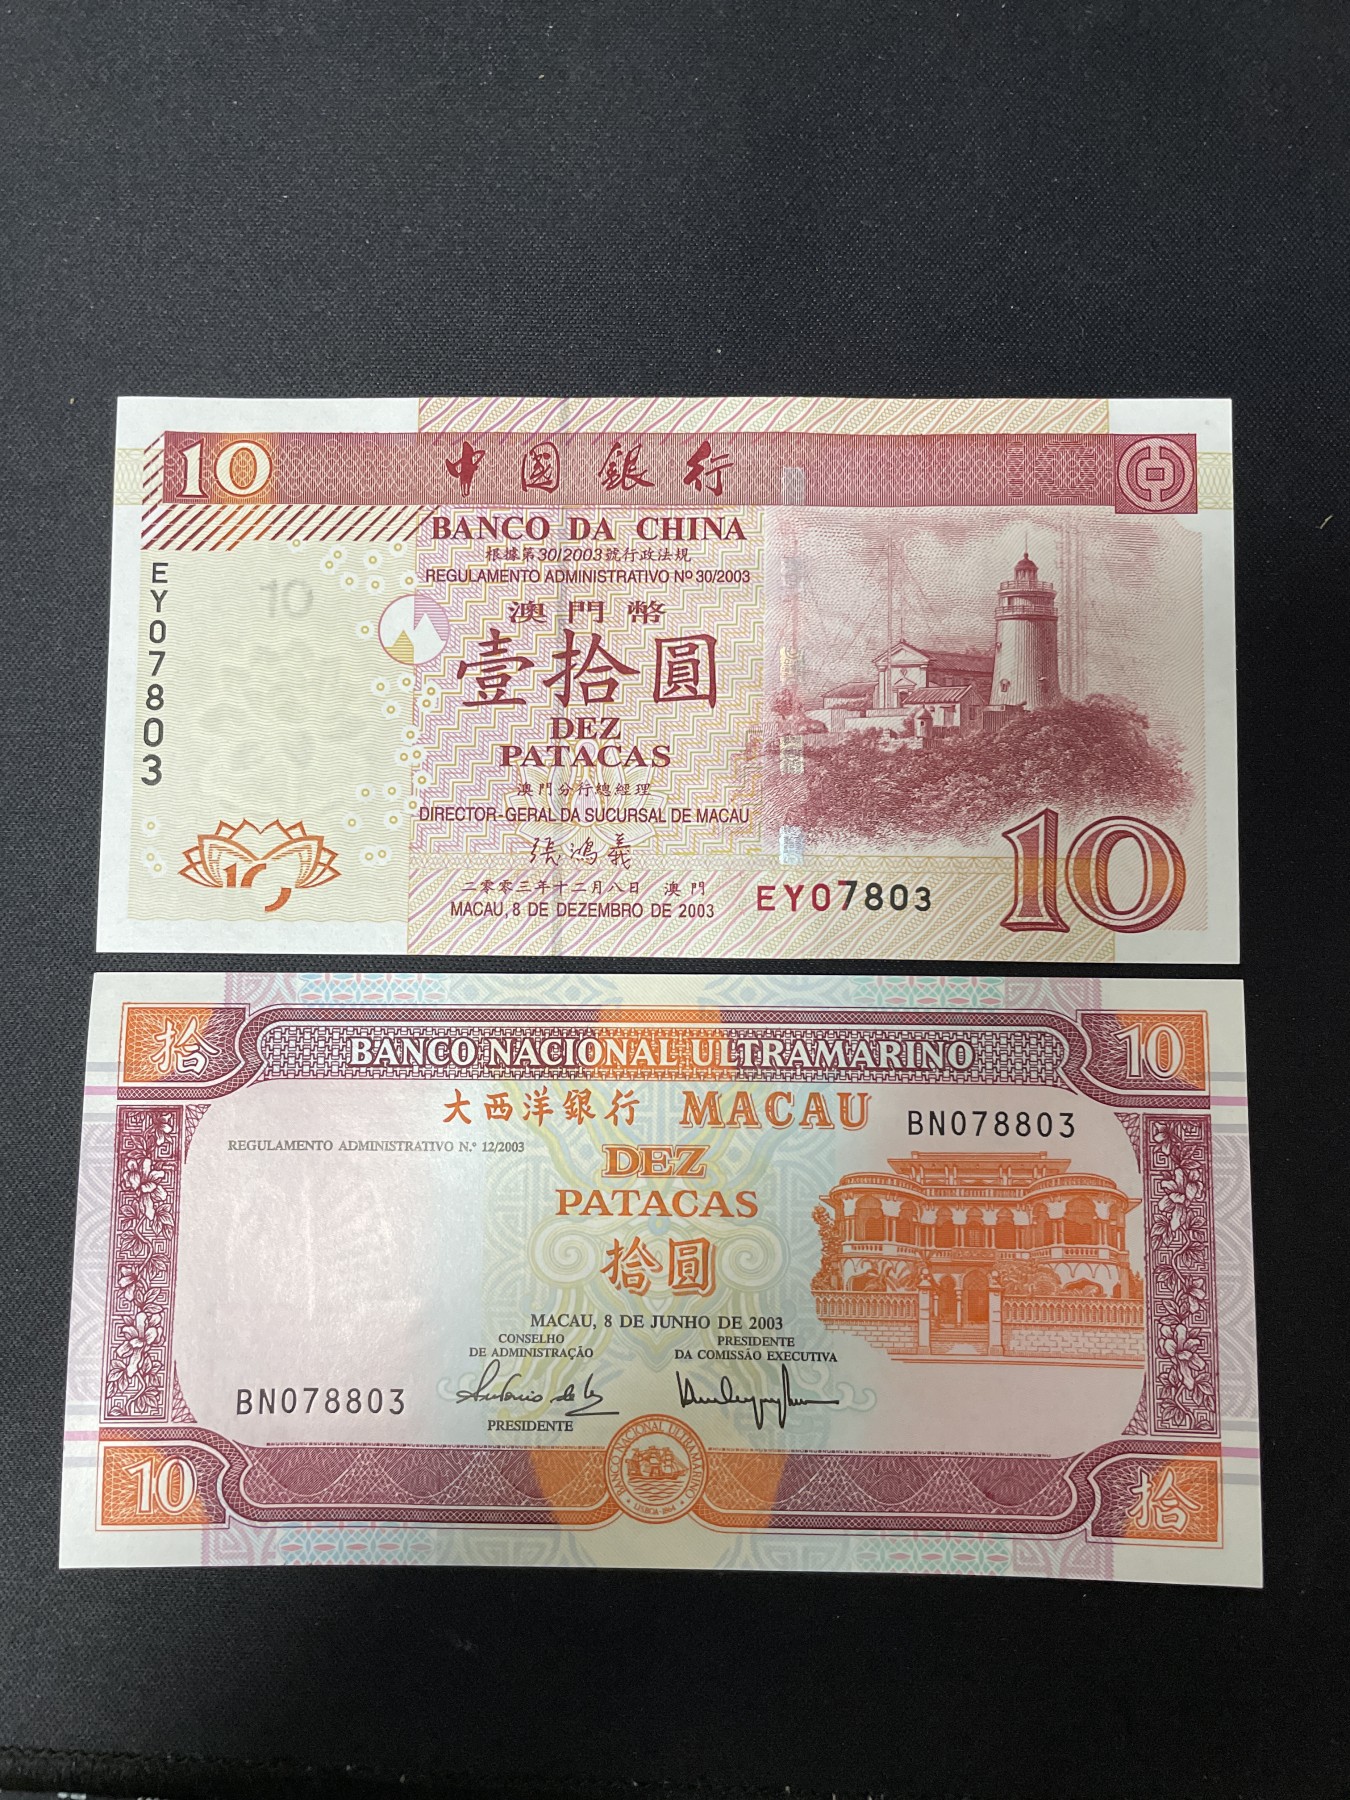 10
中國銀行
BANCO DA CHINA
根據第30/2003號行政法規
REGULAMENTO ADMINISTRATIVO Nº 30/2003
EY07803
10
澳門幣
壹拾圓
DEZ
PATACAS
澳門分行總經理
DIRECTOR-GERAL DA SUCURSAL DE MACAU
張鴻義
二零零三年十二月八日 澳門
MACAU, 8 DE DEZEMBRO DE 2003
EY07803
10
拾
BANCO NACIONAL ULTRAMARINO
10
大西洋銀行 MACAU
BN078803
REGULAMENTO ADMINISTRATIVO N.º 12/2003
DEZ
PATACAS
拾圓
MACAU, 8 DE JUNHO DE 2003
CONSELHO
DE ADMINISTRAÇÃO
PRESIDENTE
DA COMISSÃO EXECUTIVA
BN078803
PRESIDENTE
10
BANCO NACIONAL ULTRAMARINO
LISBOA 1864
拾